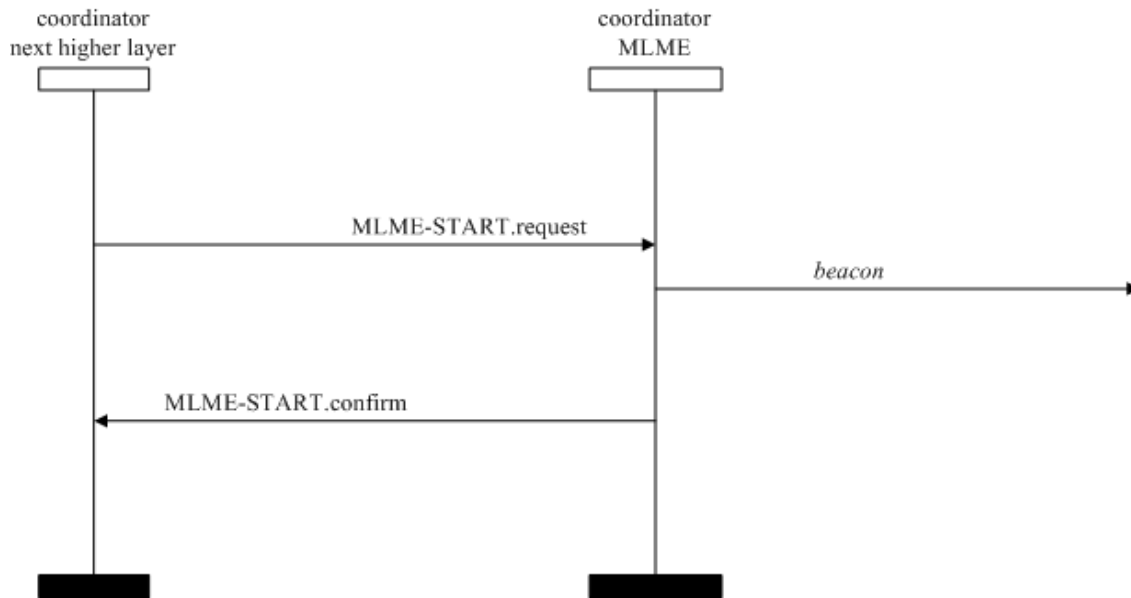 coordinator
next higher layer
coordinator
MLME
MLME-START.request
beacon
MLME-START.confirm